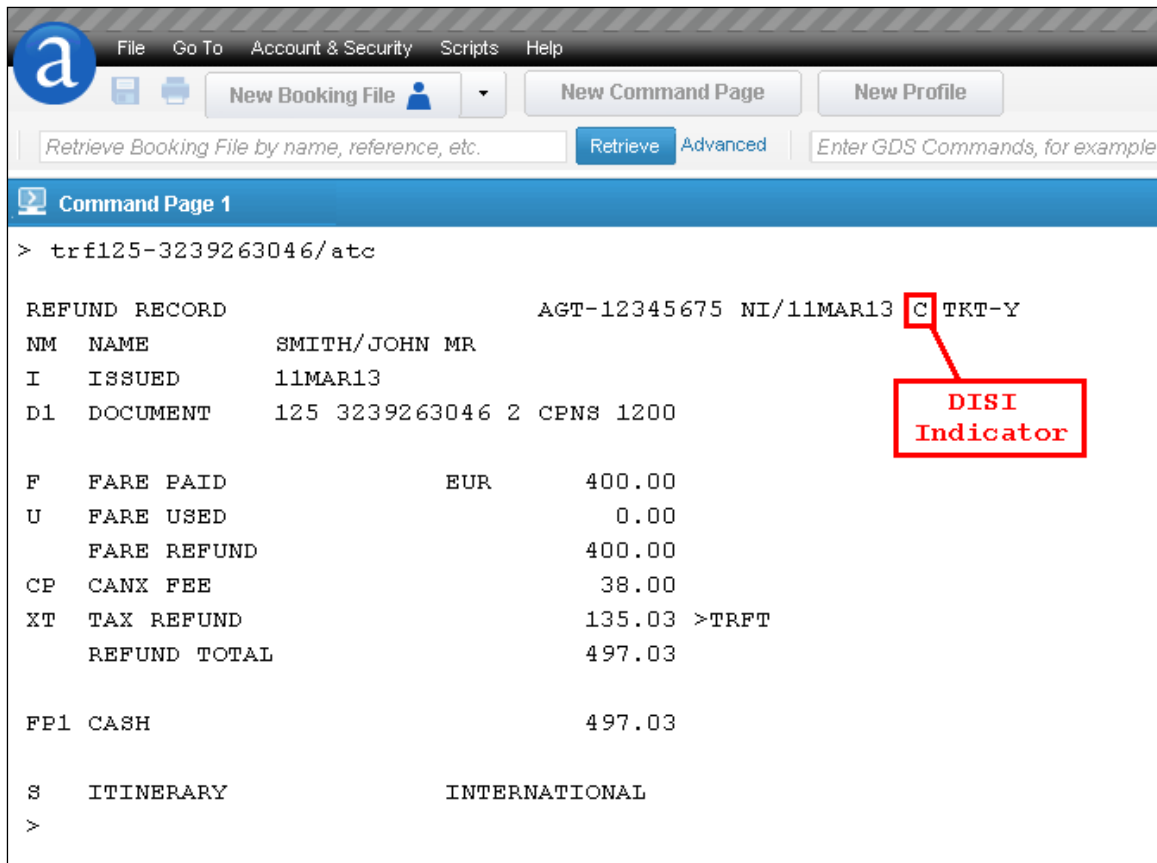 a
File Go To Account & Security Scripts Help
New Booking File New Command Page New Profile
Retrieve Booking File by name, reference, etc. Retrieve Advanced Enter GDS Commands, for example
Command Page 1
> trf125-3239263046/atc
REFUND RECORD AGT-12345675 NI/11MAR13 C TKT-Y
NM NAME SMITH/JOHN MR
I ISSUED 11MAR13
D1 DOCUMENT 125 3239263046 2 CPNS 1200
DISI
Indicator
F FARE PAID EUR 400.00
U FARE USED 0.00
FARE REFUND 400.00
CP CANX FEE 38.00
XT TAX REFUND 135.03 >TRFT
REFUND TOTAL 497.03
FP1 CASH 497.03
S ITINERARY INTERNATIONAL
>